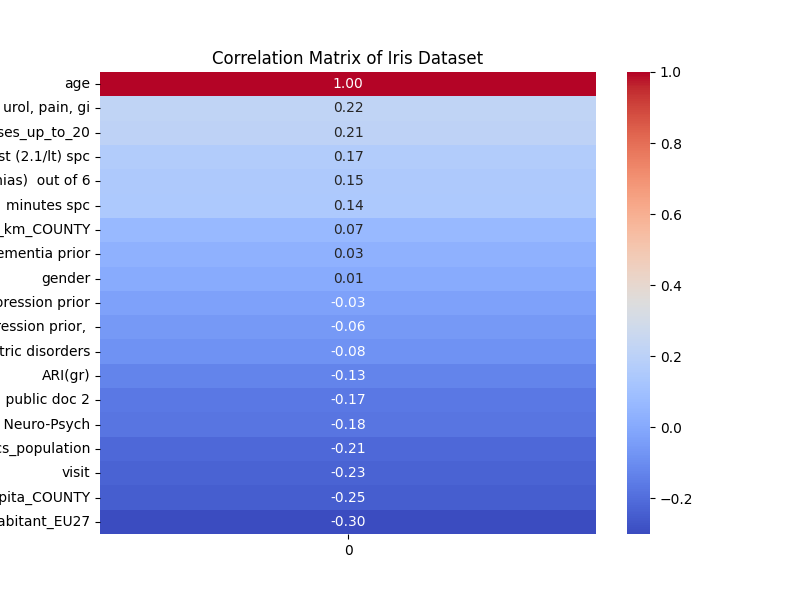 Correlation Matrix of Iris Dataset
age 1.00
urol, pain, gi 0.22
ses_up_to_20 0.21
st (2.1/lt) spc 0.17
nias)  out of 6 0.15
minutes spc 0.14
_km_COUNTY 0.07
ementia prior 0.03
gender 0.01
pression prior -0.03
ression prior, -0.06
tric disorders -0.08
ARI(gr) -0.13
public doc 2 -0.17
Neuro-Psych -0.18
cs_population -0.21
visit -0.23
pita_COUNTY -0.25
abitant_EU27 -0.30
0
1.0
0.8
0.6
0.4
0.2
0.0
−0.2